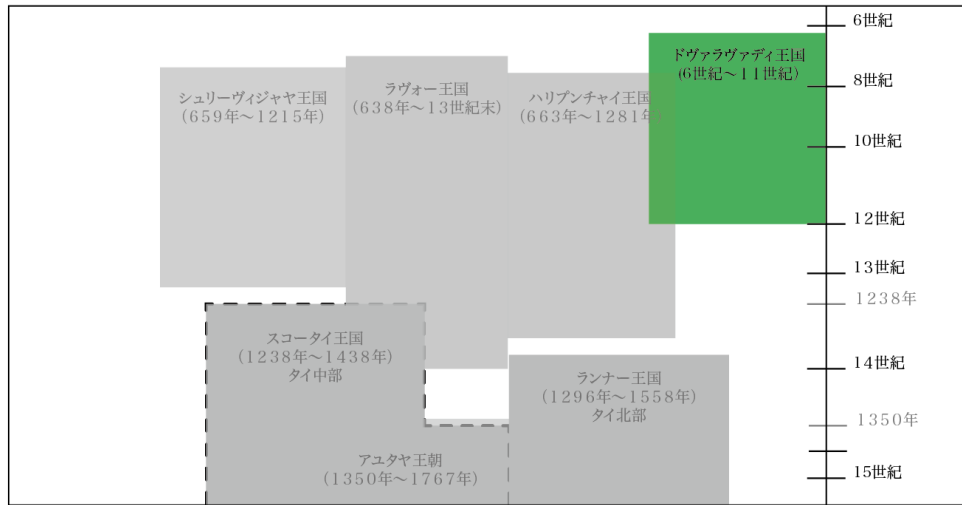 6世紀
ドヴァラヴァディ王国
(6世紀～11世紀)
8世紀
シュリーヴィジャヤ王国
(659年～1215年)
ラヴォー王国
(638年～13世紀末)
ハリプンチャイ王国
(663年～1281年)
10世紀
12世紀
13世紀
1238年
スコータイ王国
(1238年～1438年)
タイ中部
14世紀
ランナー王国
(1296年～1558年)
タイ北部
1350年
アユタヤ王朝
(1350年～1767年)
15世紀